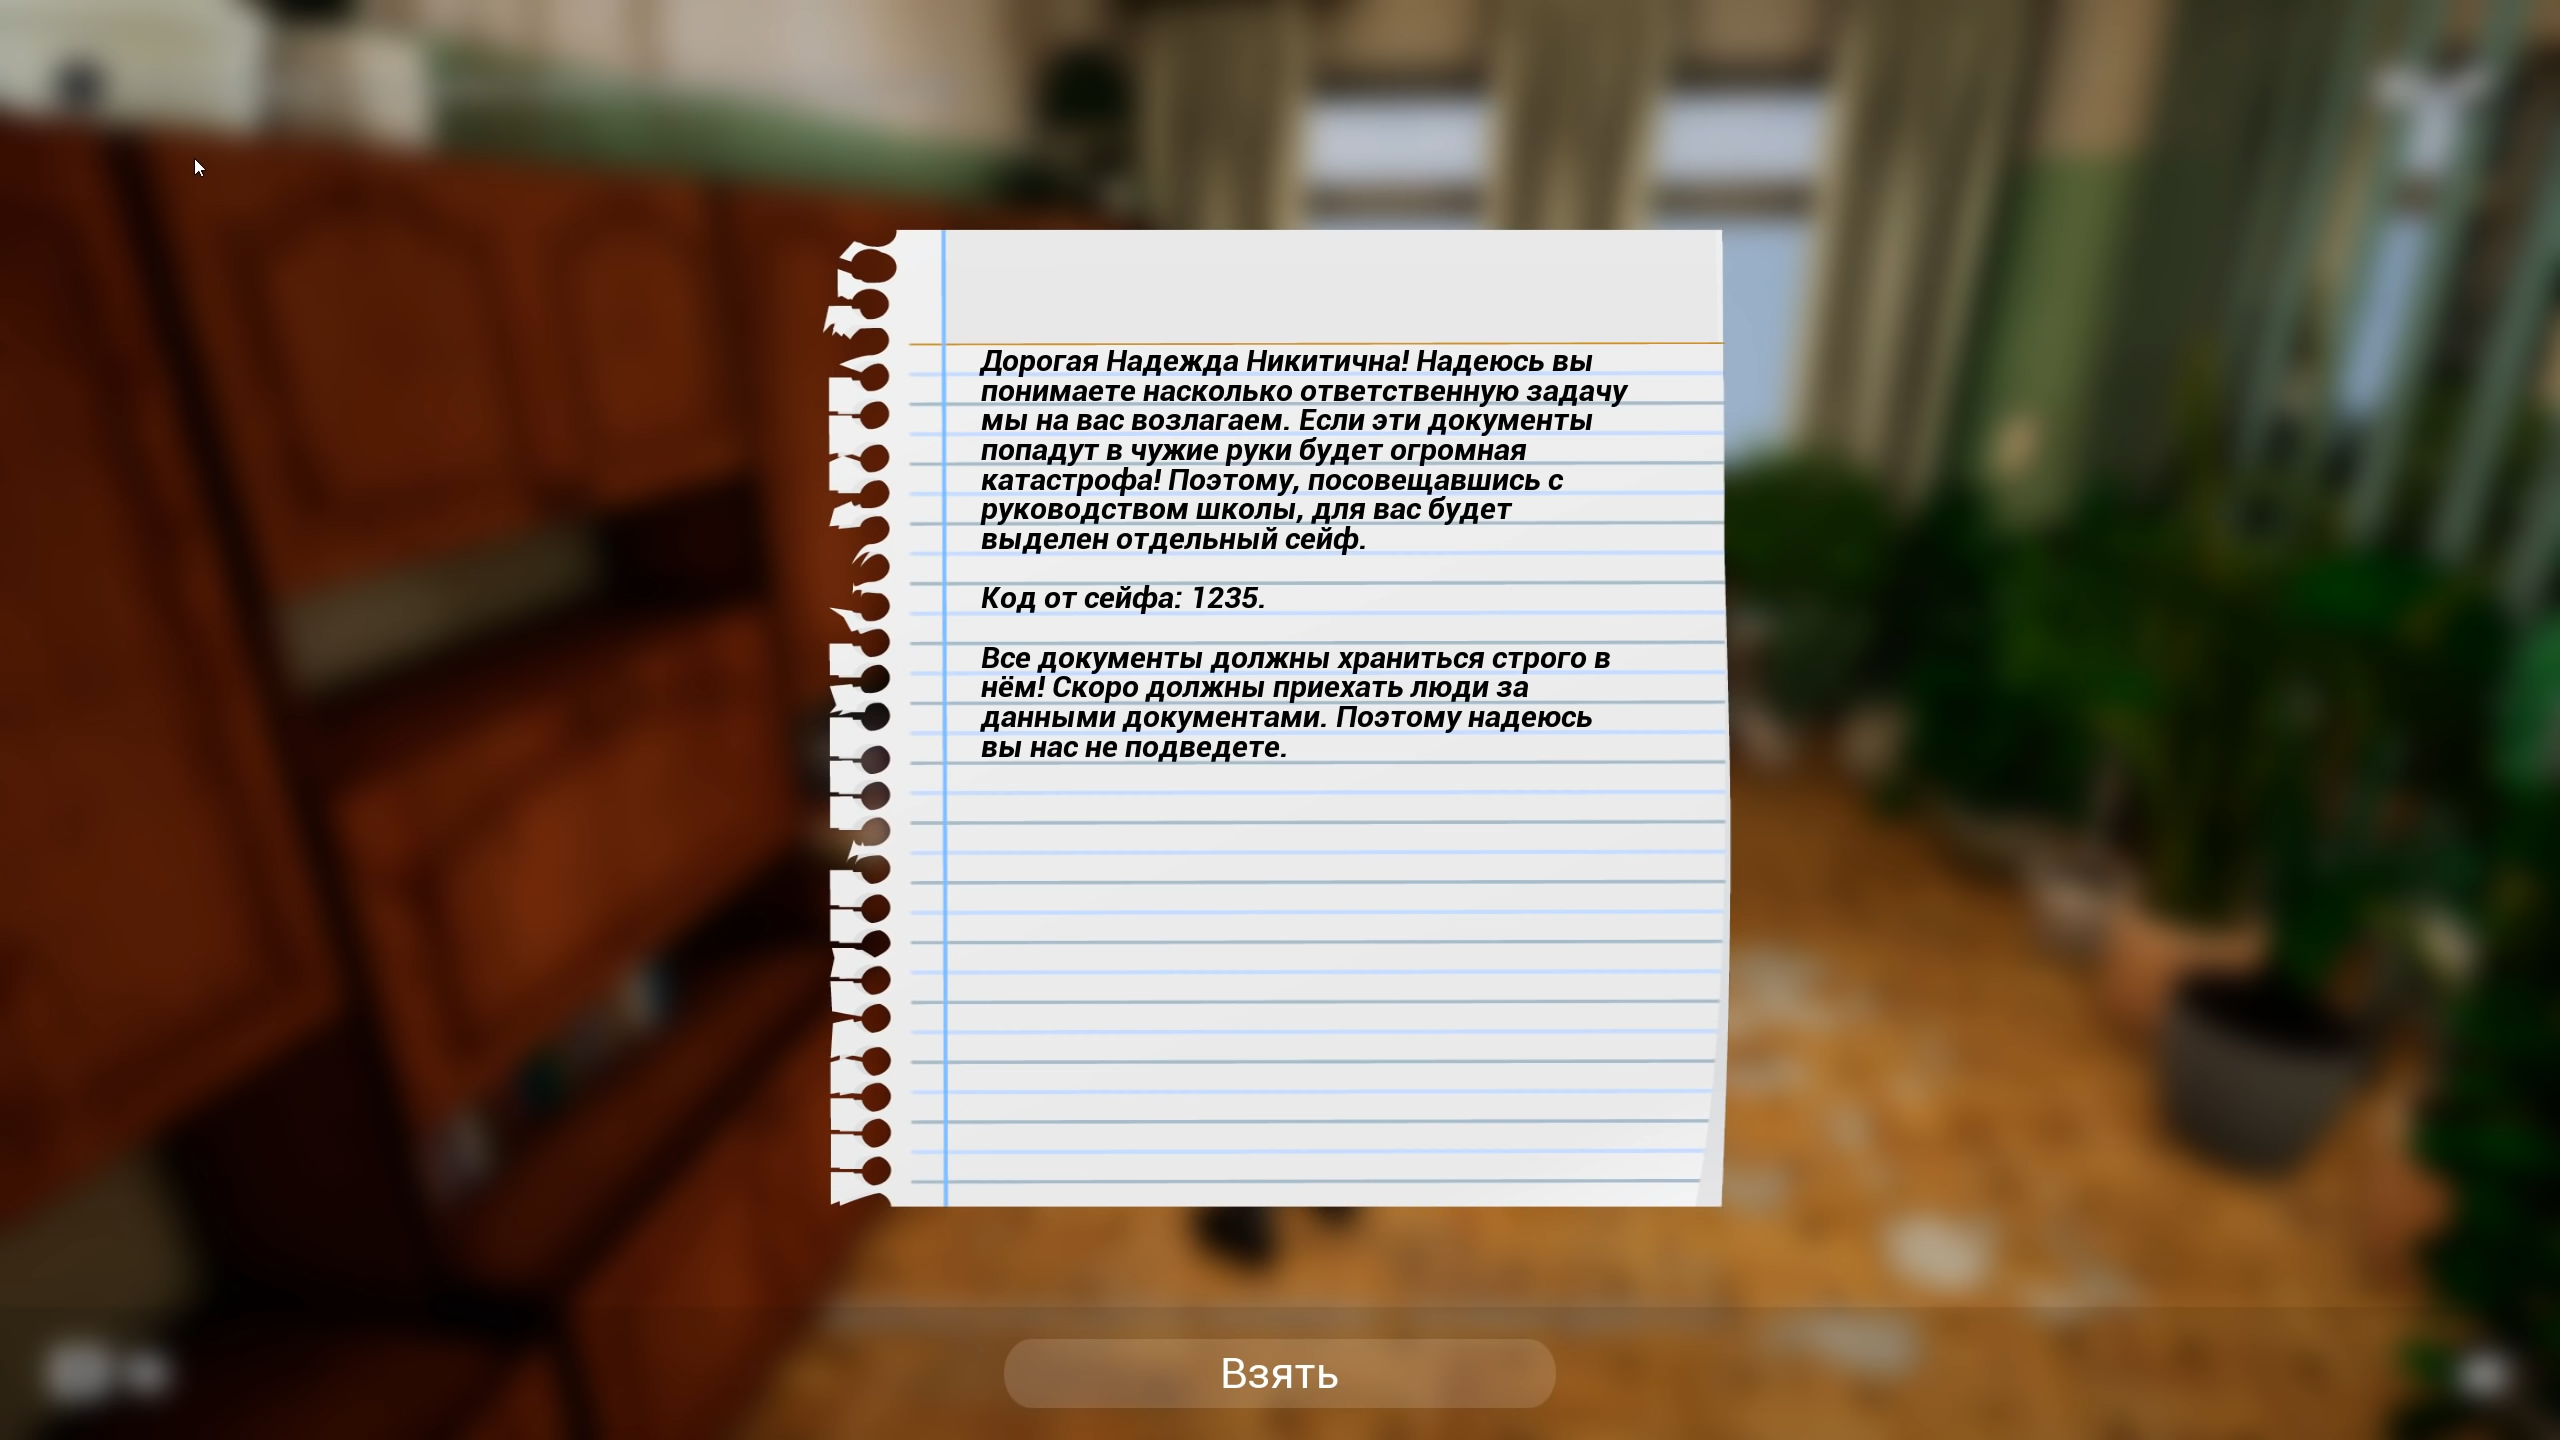 Дорогая Надежда Никитична! Надеюсь вы
понимаете насколько ответственную задачу
мы на вас возлагаем. Если эти документы
попадут в чужие руки будет огромная
катастрофа! Поэтому, посовещавшись с
руководством школы, для вас будет
выделен отдельный сейф.
Код от сейфа: 1235.
Все документы должны храниться строго в
нём! Скоро должны приехать люди за
данными документами. Поэтому надеюсь
вы нас не подведете.
Взять